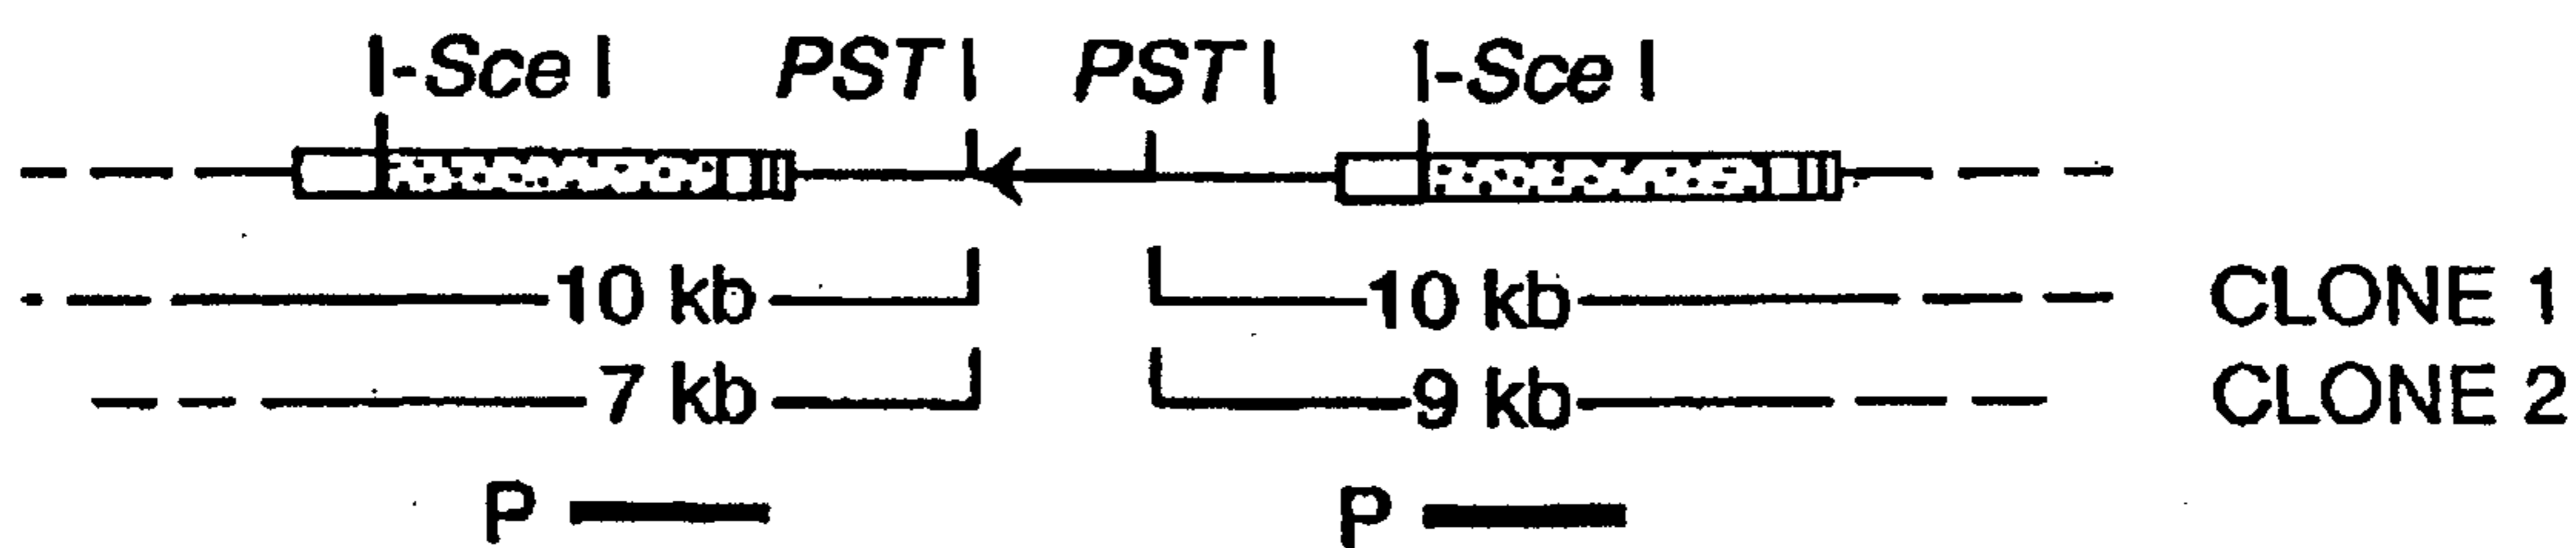 I-Sce I PST I PST I I-Sce I
10 kb 10 kb CLONE 1
7 kb 9 kb CLONE 2
P P